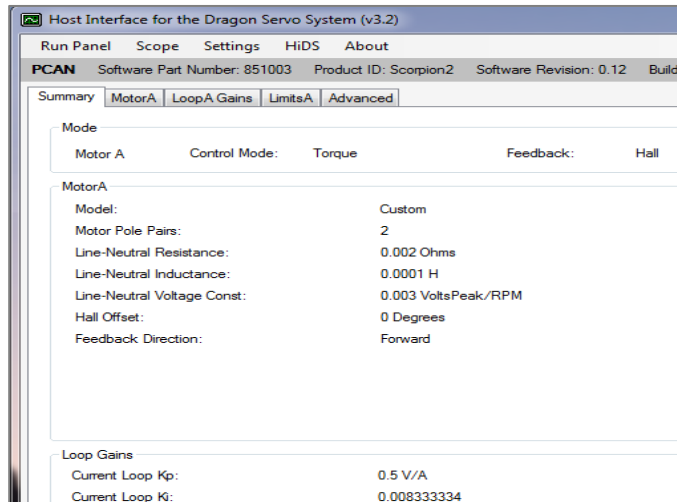 Host Interface for the Dragon Servo System (v3.2)
Run Panel Scope Settings HiDS About
PCAN Software Part Number: 851003 Product ID: Scorpion2 Software Revision: 0.12 Build
Summary MotorA LoopA Gains LimitsA Advanced
Mode
Motor A Control Mode: Torque Feedback: Hall
MotorA
Model: Custom
Motor Pole Pairs: 2
Line-Neutral Resistance: 0.002 Ohms
Line-Neutral Inductance: 0.0001 H
Line-Neutral Voltage Const: 0.003 VoltsPeak/RPM
Hall Offset: 0 Degrees
Feedback Direction: Forward
Loop Gains
Current Loop Kp: 0.5 V/A
Current Loop Ki: 0.008333334